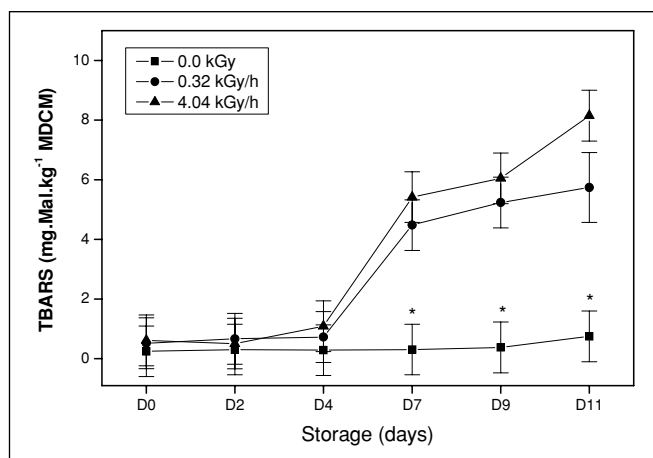 10
8
6
4
2
0
TBARS (mg.Mal.kg⁻¹ MDCM)
0.0 kGy
0.32 kGy/h
4.04 kGy/h
* * *
D0 D2 D4 D7 D9 D11
Storage (days)